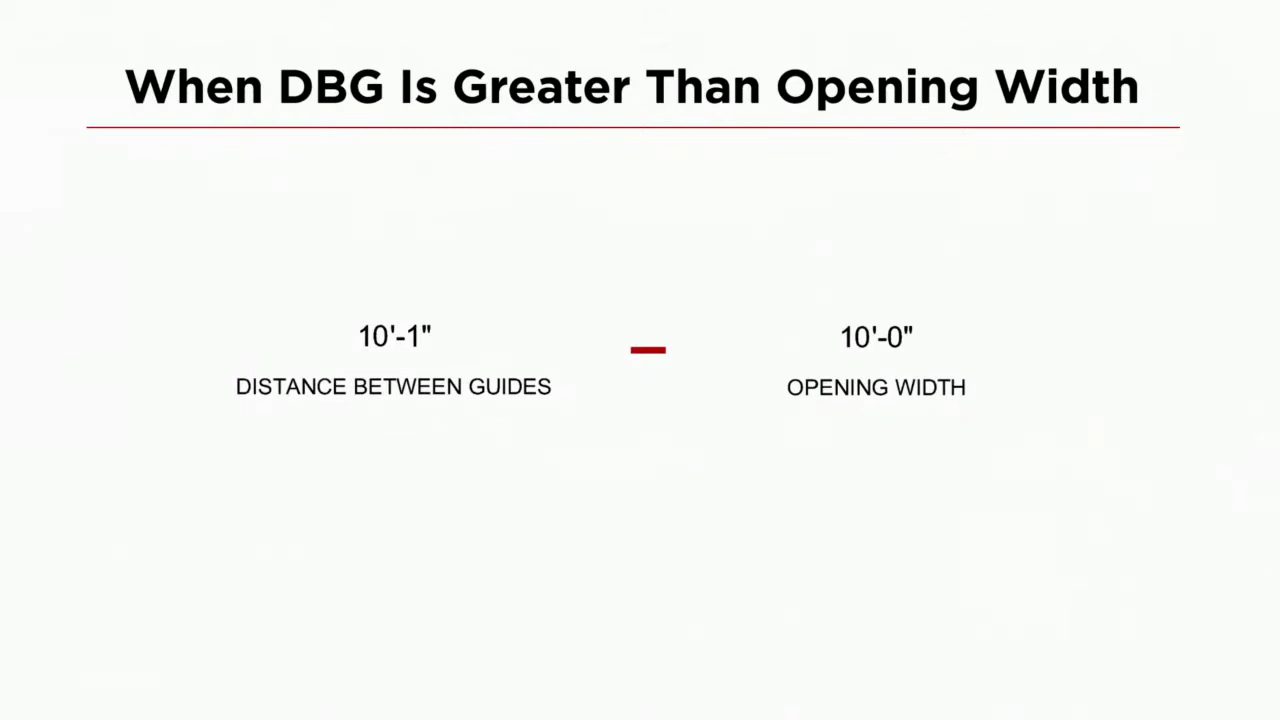 When DBG Is Greater Than Opening Width
10'-1" – 10'-0"
DISTANCE BETWEEN GUIDES OPENING WIDTH